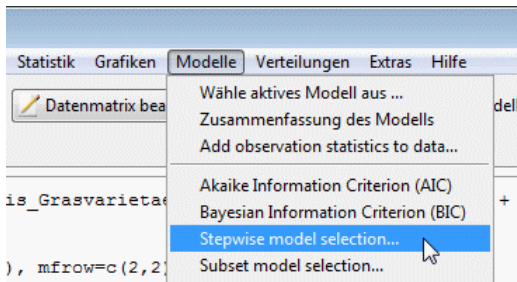 Statistik Grafiken Modelle Verteilungen Extras Hilfe
Datenmatrix bea
Wähle aktives Modell aus ...
dell
Zusammenfassung des Modells
Add observation statistics to data...
Akaike Information Criterion (AIC)
is_Grasvarietae +
Bayesian Information Criterion (BIC)
Stepwise model selection...
), mfrow=c(2,2)
Subset model selection...